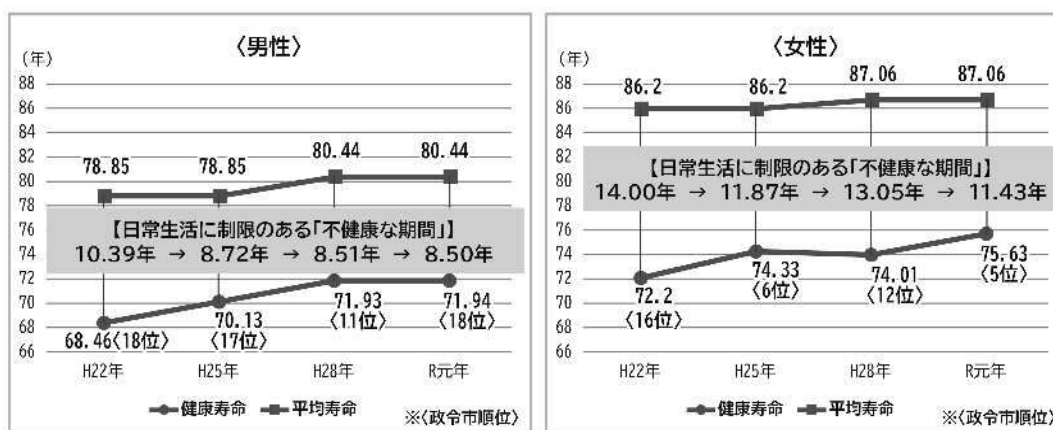 〈男性〉
(年)
88
86
84
82
80
78
76
74
72
70
68
66
78.85
78.85
80.44
80.44
【日常生活に制限のある「不健康な期間」】
10.39年 → 8.72年 → 8.51年 → 8.50年
68.46〈18位〉
70.13
〈17位〉
71.93
〈11位〉
71.94
〈18位〉
H22年
H25年
H28年
R元年
健康寿命 平均寿命
※〈政令市順位〉
〈女性〉
(年)
88
86
84
82
80
78
76
74
72
70
68
66
86.2
86.2
87.06
87.06
【日常生活に制限のある「不健康な期間」】
14.00年 → 11.87年 → 13.05年 → 11.43年
72.2
〈16位〉
74.33
〈6位〉
74.01
〈12位〉
75.63
〈5位〉
H22年
H25年
H28年
R元年
健康寿命 平均寿命
※〈政令市順位〉